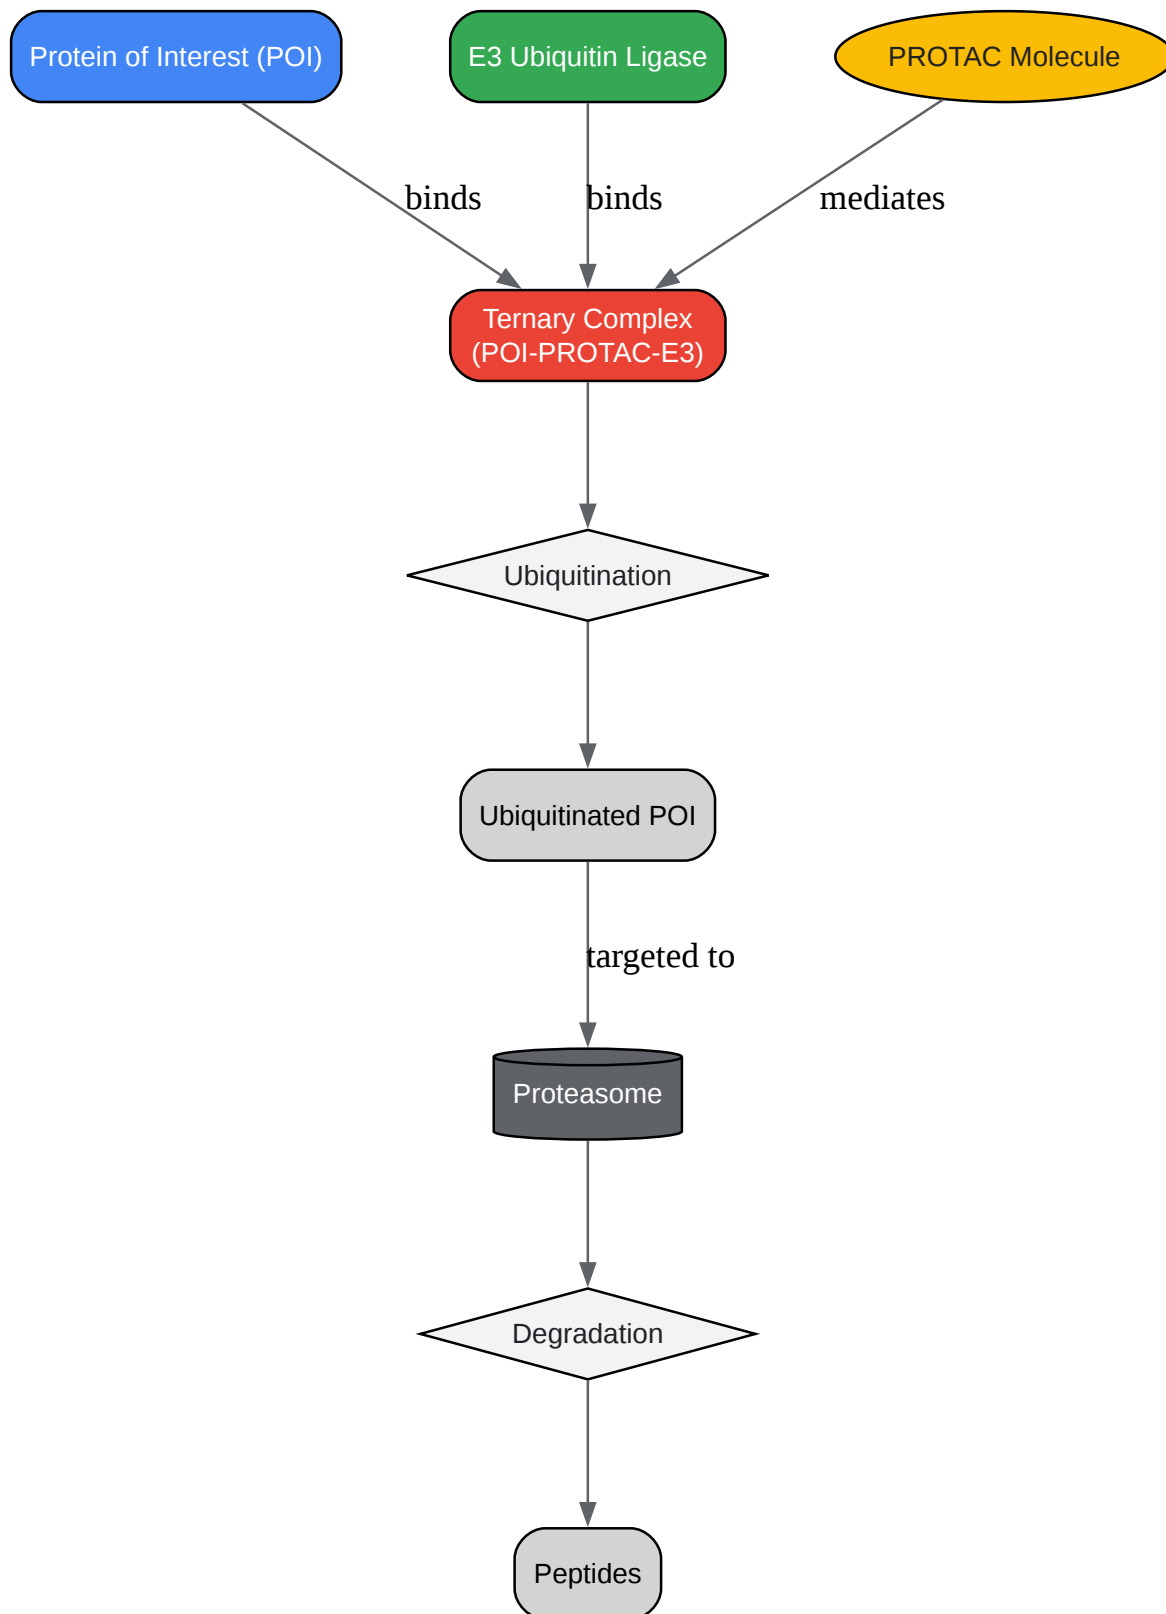 Protein of Interest (POI)
E3 Ubiquitin Ligase
PROTAC Molecule
binds
binds
mediates
Ternary Complex
(POI-PROTAC-E3)
Ubiquitination
Ubiquitinated POI
targeted to
Proteasome
Degradation
Peptides